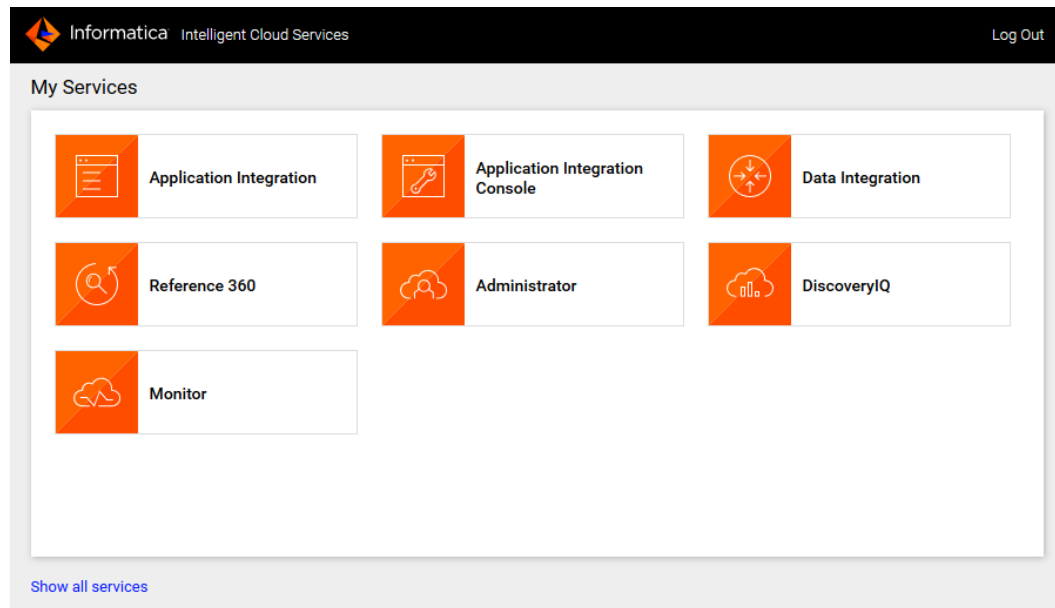 Informatica Intelligent Cloud Services
Log Out
My Services
Application Integration
Application Integration
Console
Data Integration
Reference 360
Administrator
DiscoveryIQ
Monitor
Show all services